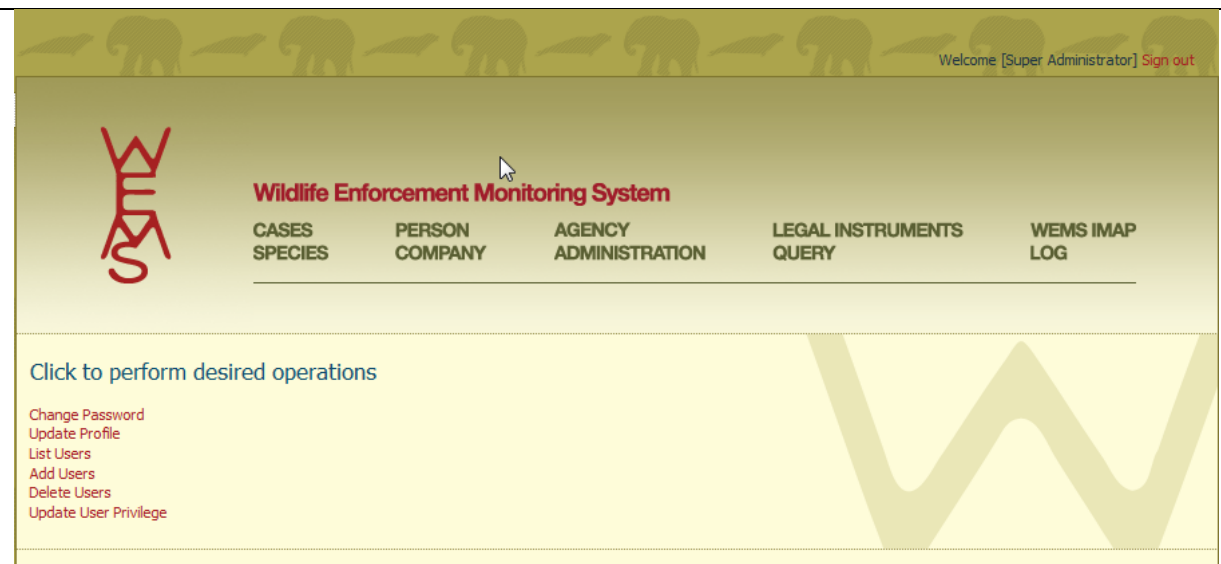 Welcome [Super Administrator] Sign out
WEMS
Wildlife Enforcement Monitoring System
CASES PERSON AGENCY LEGAL INSTRUMENTS WEMS IMAP
SPECIES COMPANY ADMINISTRATION QUERY LOG
Click to perform desired operations
Change Password
Update Profile
List Users
Add Users
Delete Users
Update User Privilege